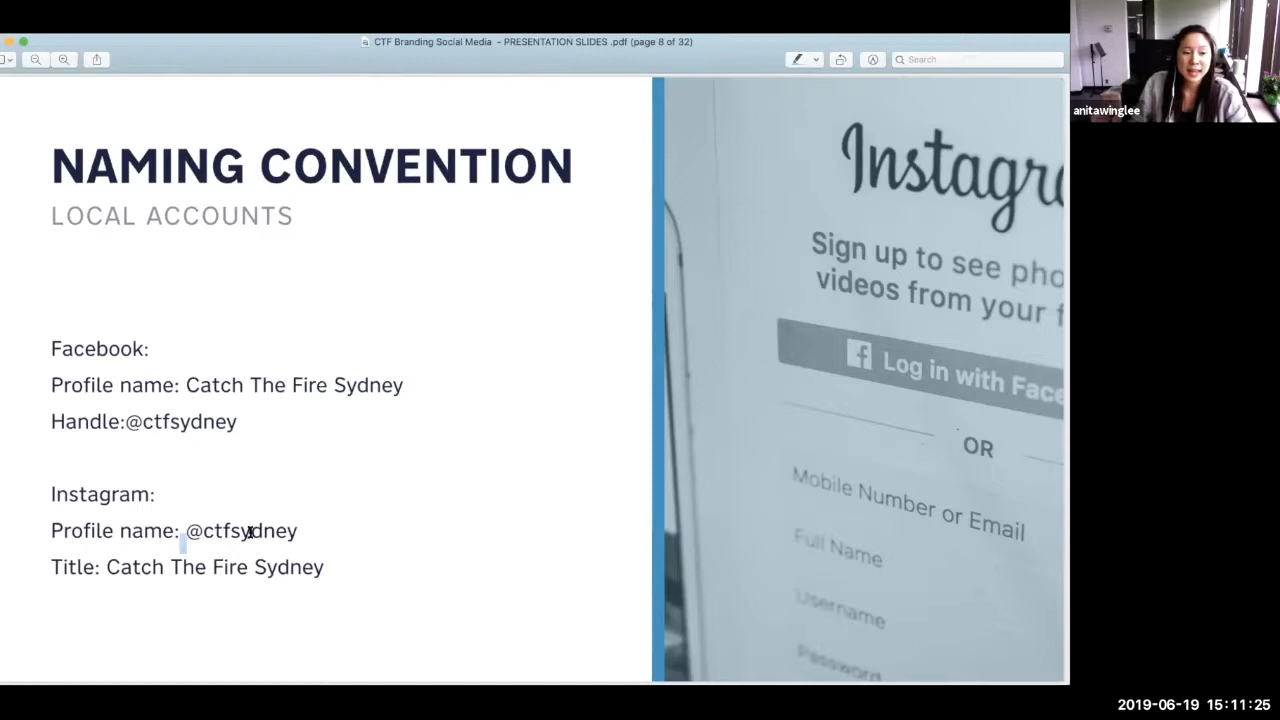 CTF Branding Social Media - PRESENTATION SLIDES .pdf (page 8 of 32)
Search
anitawinglee
NAMING CONVENTION
LOCAL ACCOUNTS
Facebook:
Profile name: Catch The Fire Sydney
Handle:@ctfsydney
Instagram:
Profile name: @ctfsydney
Title: Catch The Fire Sydney
Instagra
Sign up to see pho
videos from your f
f Log in with Face
OR
Mobile Number or Email
Full Name
Username
Password
2019-06-19 15:11:25